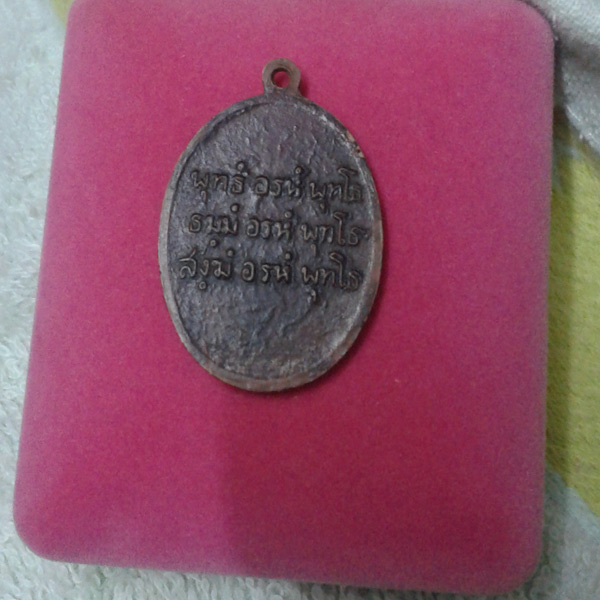 พุทธํ อรหํ พุทโธ
ธมมํ อรหํ พุทโธ
สงฺฆํ อรหํ พุทโธ